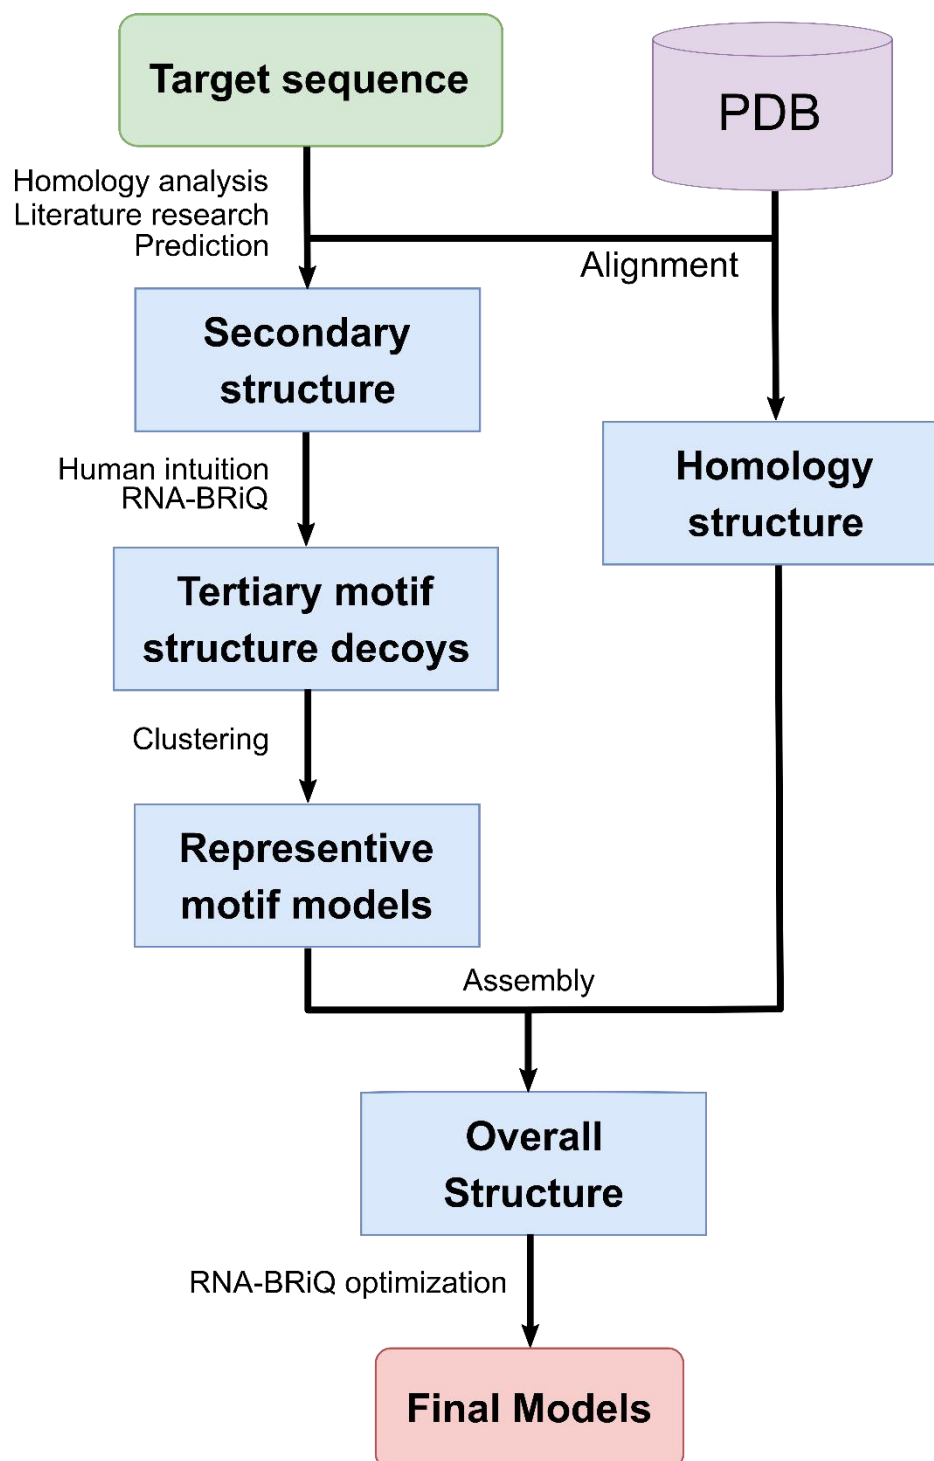 Target sequence
PDB
Homology analysis
Literature research
Prediction
Alignment
Secondary
structure
Human intuition
RNA-BRiQ
Homology
structure
Tertiary motif
structure decoys
Clustering
Representive
motif models
Assembly
Overall
Structure
RNA-BRiQ optimization
Final Models